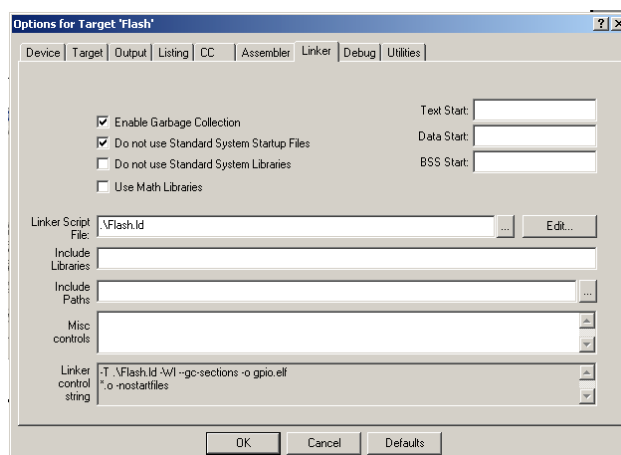 Options for Target 'Flash'
Device Target Output Listing CC Assembler Linker Debug Utilities
Enable Garbage Collection
Do not use Standard System Startup Files
Do not use Standard System Libraries
Use Math Libraries
Text Start:
Data Start:
BSS Start:
Linker Script
File:
.\Flash.ld
...
Edit...
Include
Libraries
Include
Paths
...
Misc
controls
Linker
control
string
-T .\Flash.ld -Wl --gc-sections -o gpio.elf
*.o -nostartfiles
OK Cancel Defaults